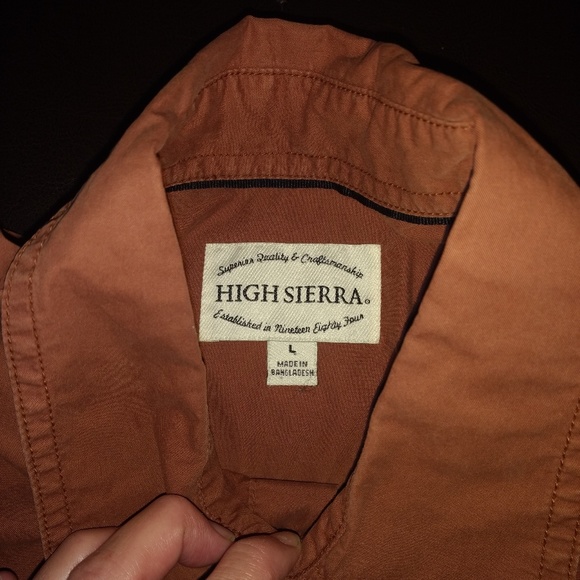 Superior Quality & Craftsmanship
HIGH SIERRA®
Established in Nineteen Eighty Four
L
MADE IN
BANGLADESH